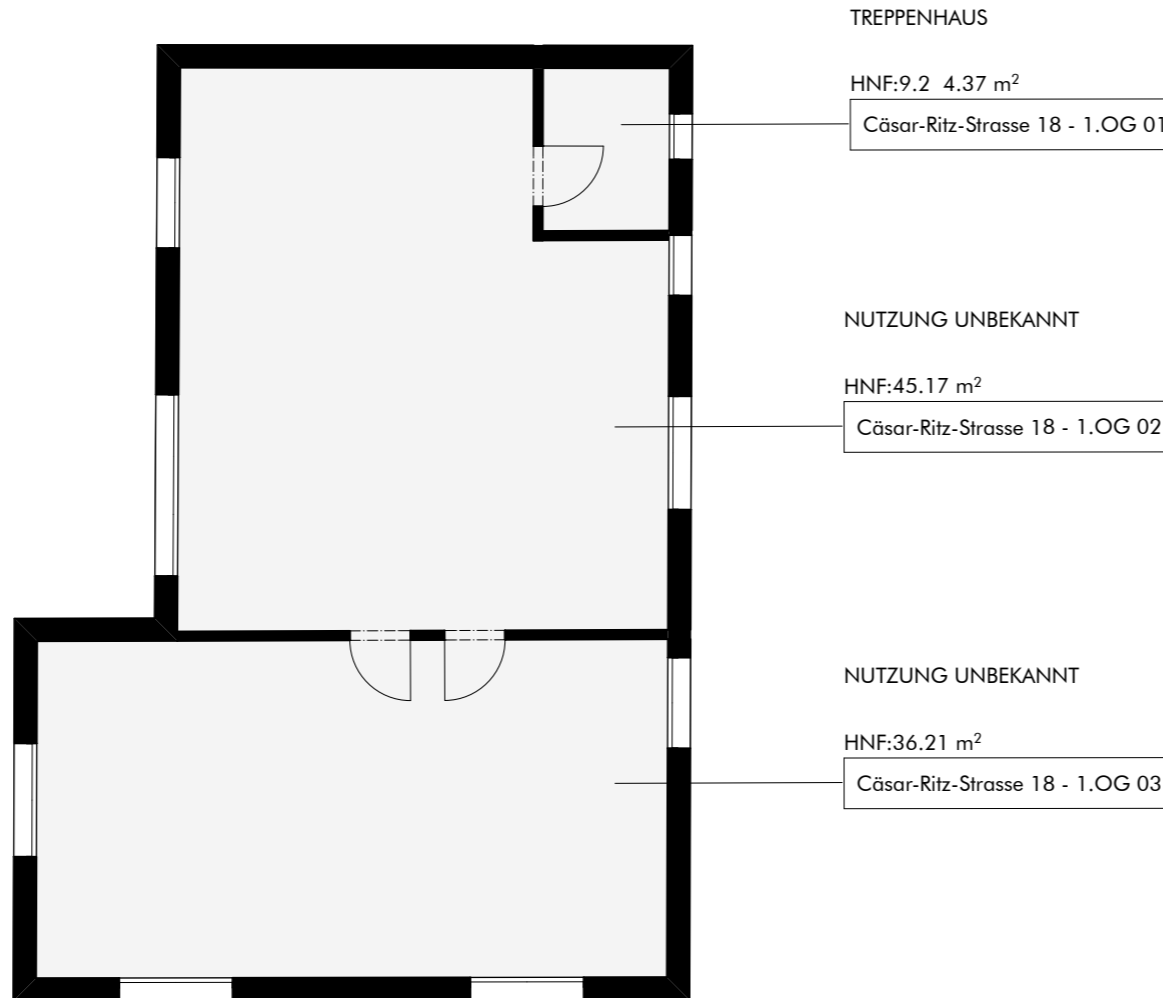 TREPPENHAUS
HNF:9.2 4.37 m²
Cäsar-Ritz-Strasse 18 - 1.OG 01
NUTZUNG UNBEKANNT
HNF:45.17 m²
Cäsar-Ritz-Strasse 18 - 1.OG 02
NUTZUNG UNBEKANNT
HNF:36.21 m²
Cäsar-Ritz-Strasse 18 - 1.OG 03